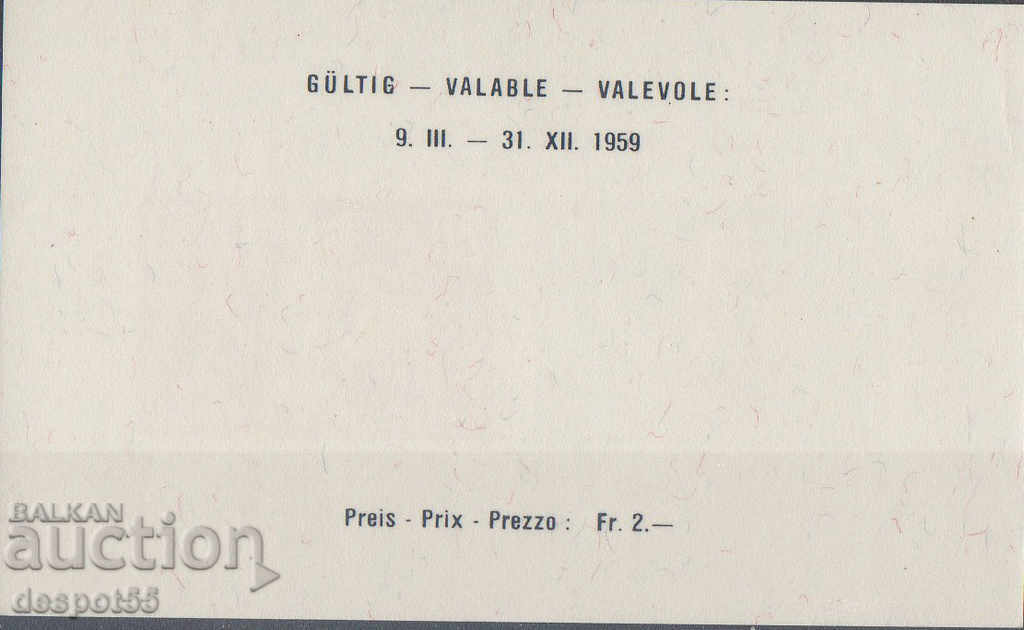 GÜLTIG — VALABLE — VALEVOLE:
9. III. — 31. XII. 1959
Preis - Prix - Prezzo : Fr. 2.—
BALKAN
auction
despot55